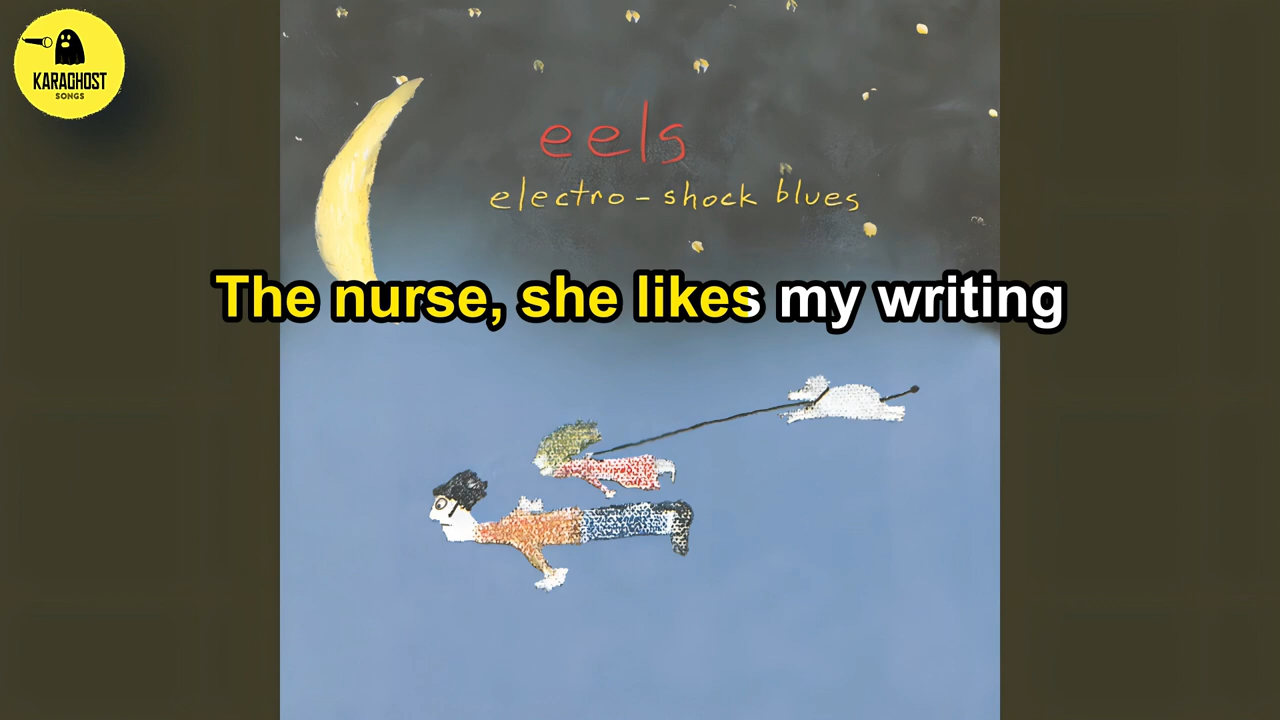 KARAGHOST
SONGS
eels
electro-shock blues
The nurse, she likes my writing